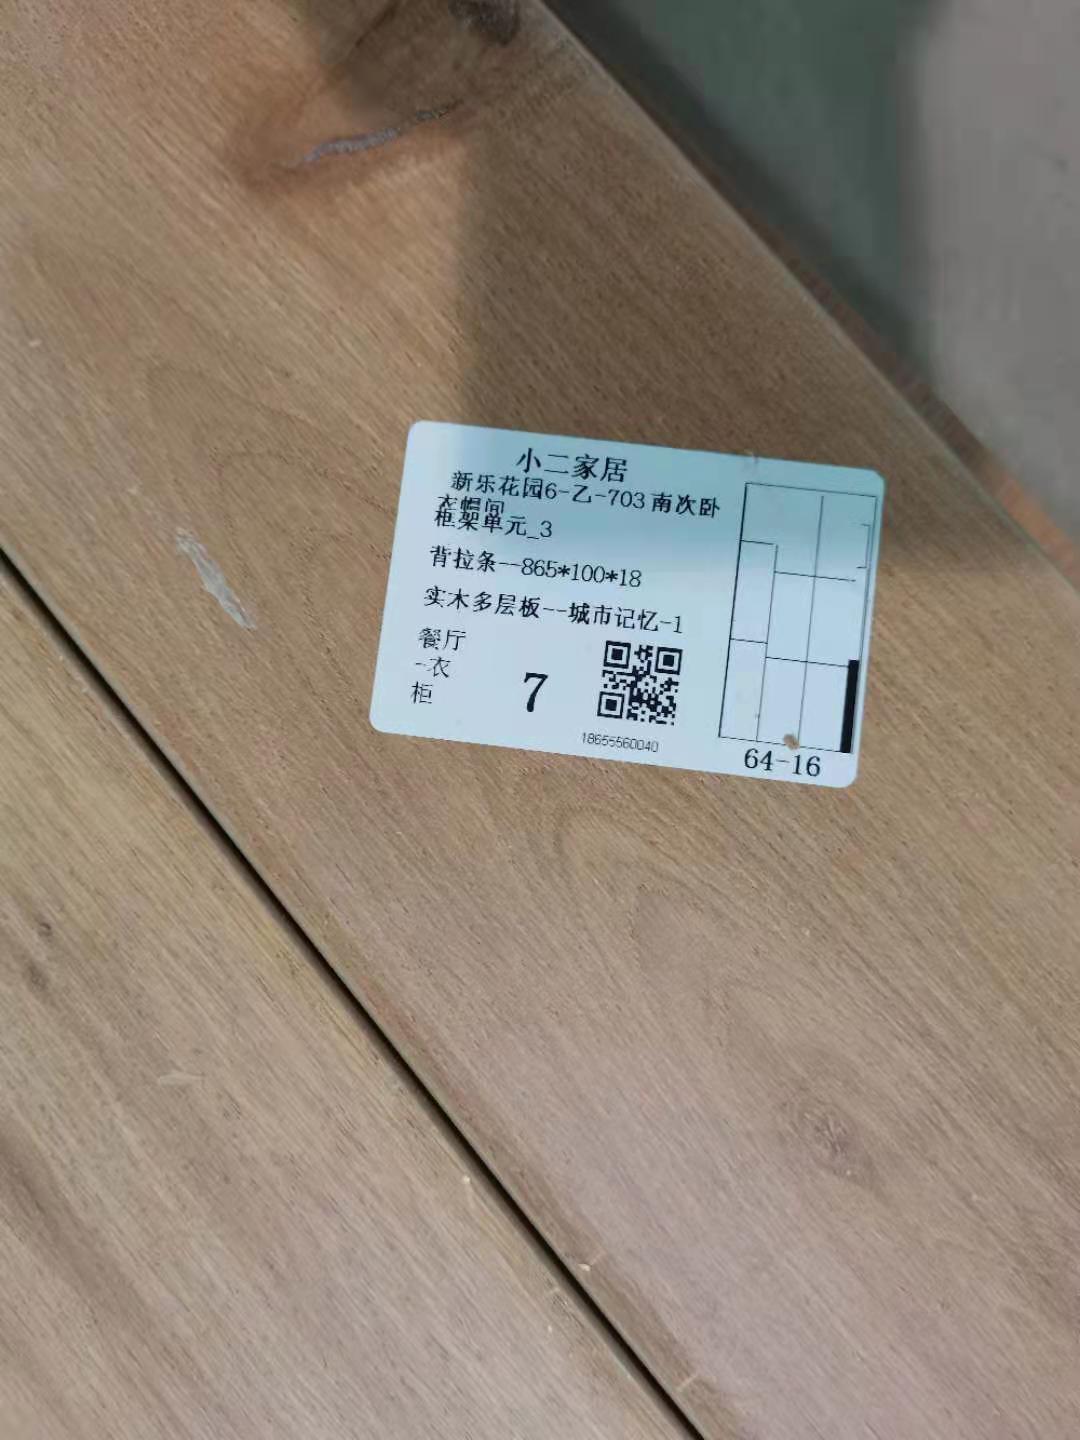 小二家居
新乐花园6-乙-703 南次卧
衣帽间
框架单元_3
背拉条--865*100*18
实木多层板--城市记忆-1
餐厅
-衣
柜
7
18655560040
64-16